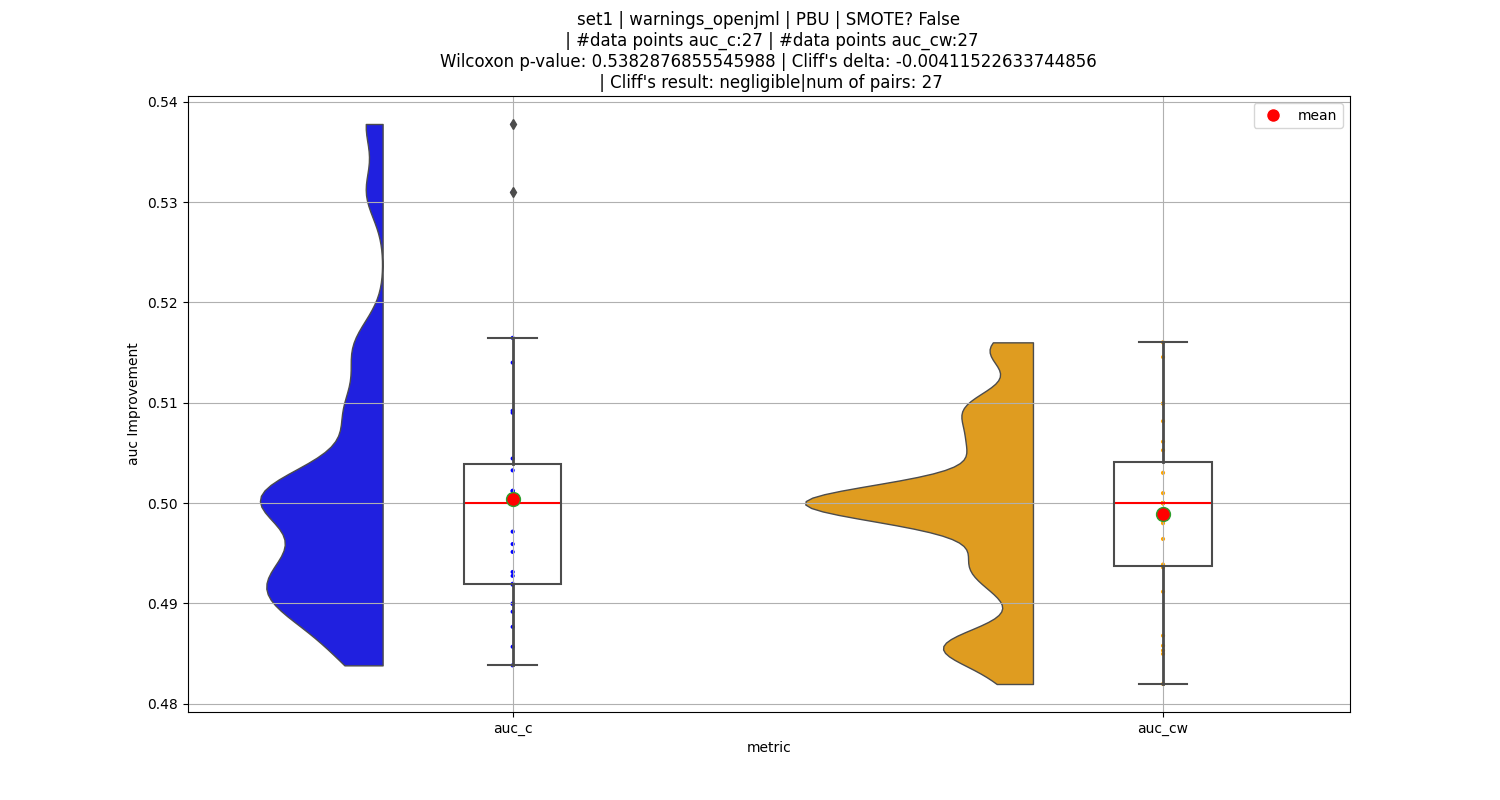 set1 | warnings_openjml | PBU | SMOTE? False
| #data points auc_c:27 | #data points auc_cw:27
Wilcoxon p-value: 0.5382876855545988 | Cliff's delta: -0.00411522633744856
| Cliff's result: negligible|num of pairs: 27
mean
0.54
0.53
0.52
0.51
0.50
0.49
0.48
auc Improvement
auc_c
auc_cw
metric